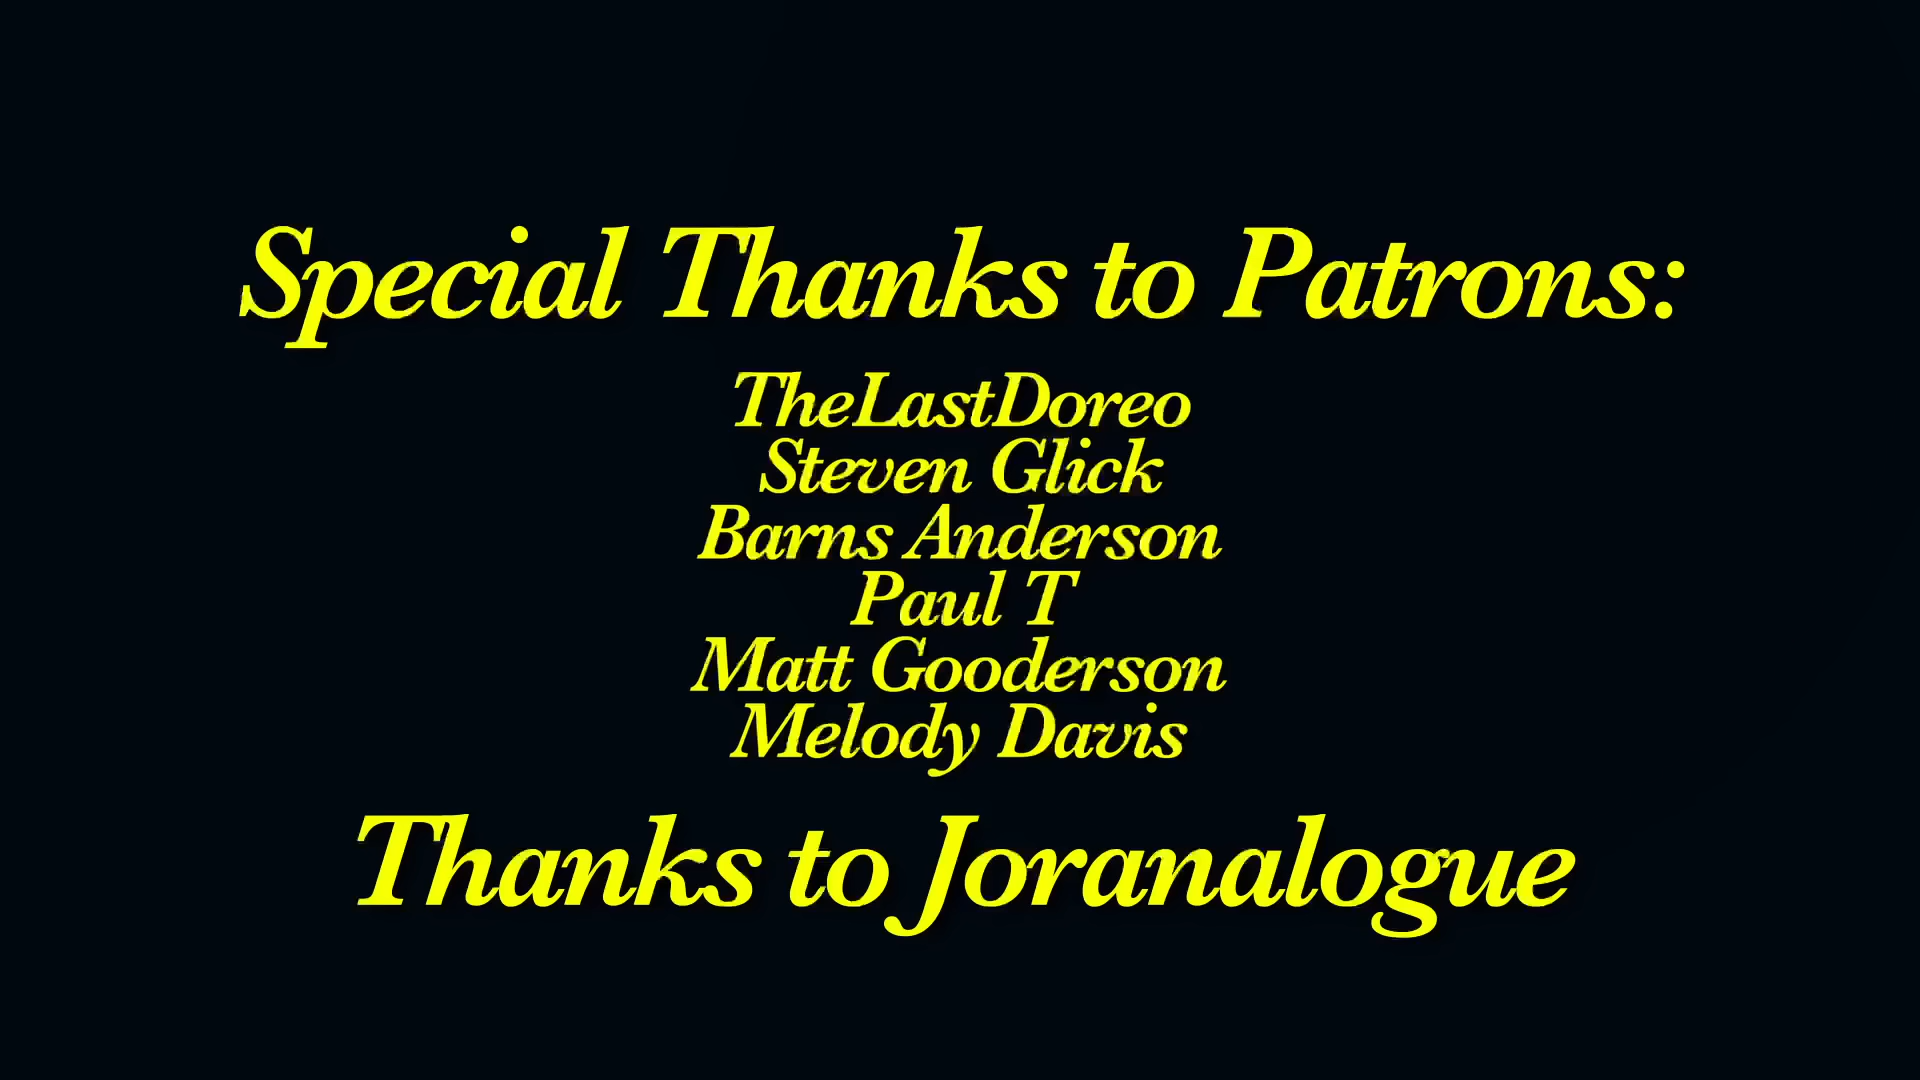 Special Thanks to Patrons:
TheLastDoreo
Steven Glick
Barns Anderson
Paul T
Matt Gooderson
Melody Davis
Thanks to Joranalogue